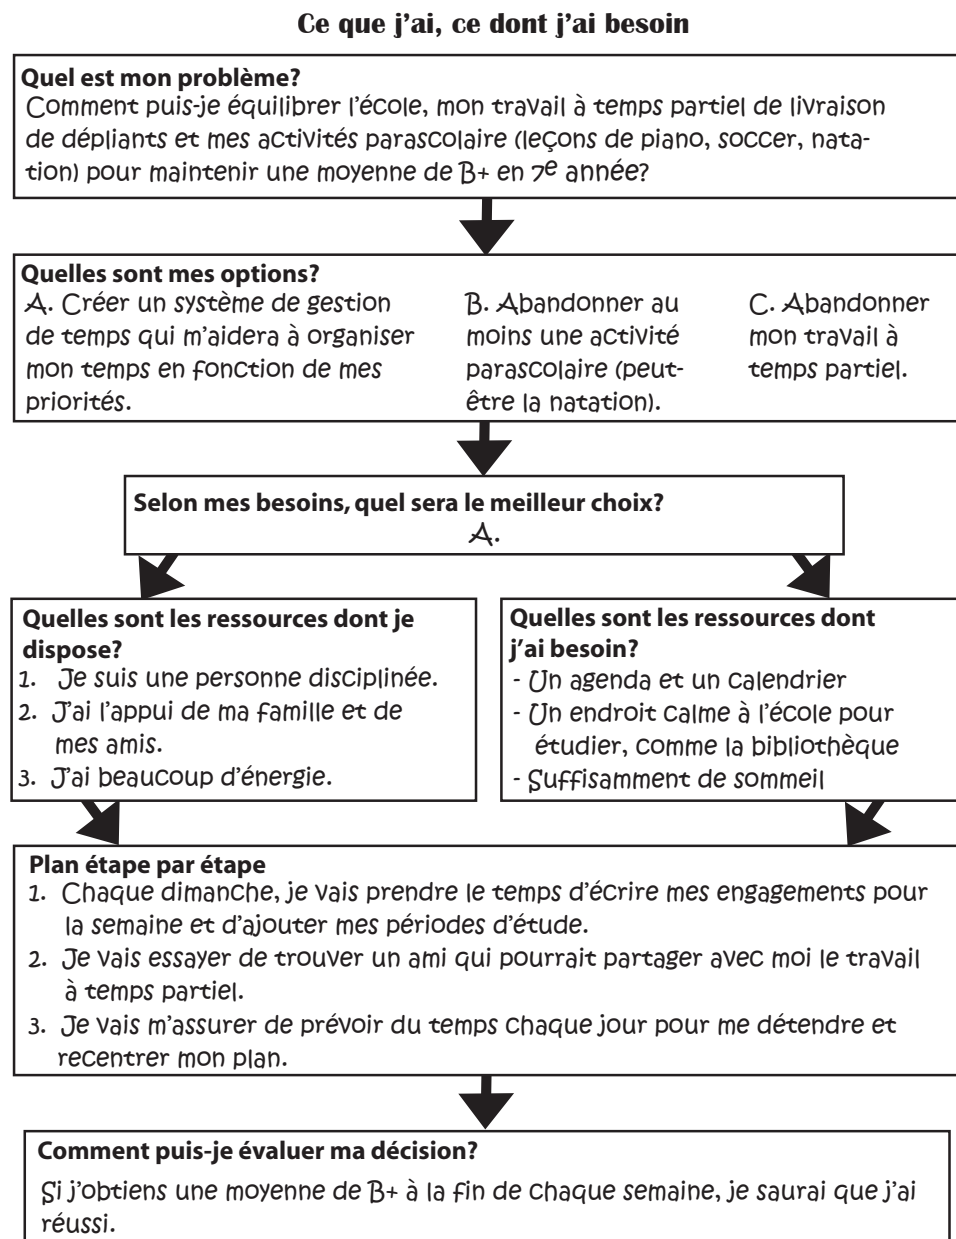 Ce que j'ai, ce dont j'ai besoin
Quel est mon problème?
Comment puis-je équilibrer l'école, mon travail à temps partiel de livraison
de dépliants et mes activités parascolaire (leçons de piano, soccer, nata-
tion) pour maintenir une moyenne de B+ en 7e année?
Quelles sont mes options?
A. Créer un système de gestion
de temps qui m'aidera à organiser
mon temps en fonction de mes
priorités.
B. Abandonner au
moins une activité
parascolaire (peut-
être la natation).
C. Abandonner
mon travail à
temps partiel.
Selon mes besoins, quel sera le meilleur choix?
A.
Quelles sont les ressources dont je
dispose?
1. Je suis une personne disciplinée.
2. J'ai l'appui de ma famille et de
mes amis.
3. J'ai beaucoup d'énergie.
Quelles sont les ressources dont
j'ai besoin?
- Un agenda et un calendrier
- Un endroit calme à l'école pour
étudier, comme la bibliothèque
- Suffisamment de sommeil
Plan étape par étape
1. Chaque dimanche, je vais prendre le temps d'écrire mes engagements pour
la semaine et d'ajouter mes périodes d'étude.
2. Je vais essayer de trouver un ami qui pourrait partager avec moi le travail
à temps partiel.
3. Je vais m'assurer de prévoir du temps chaque jour pour me détendre et
recentrer mon plan.
Comment puis-je évaluer ma décision?
Si j'obtiens une moyenne de B+ à la fin de chaque semaine, je saurai que j'ai
réussi.